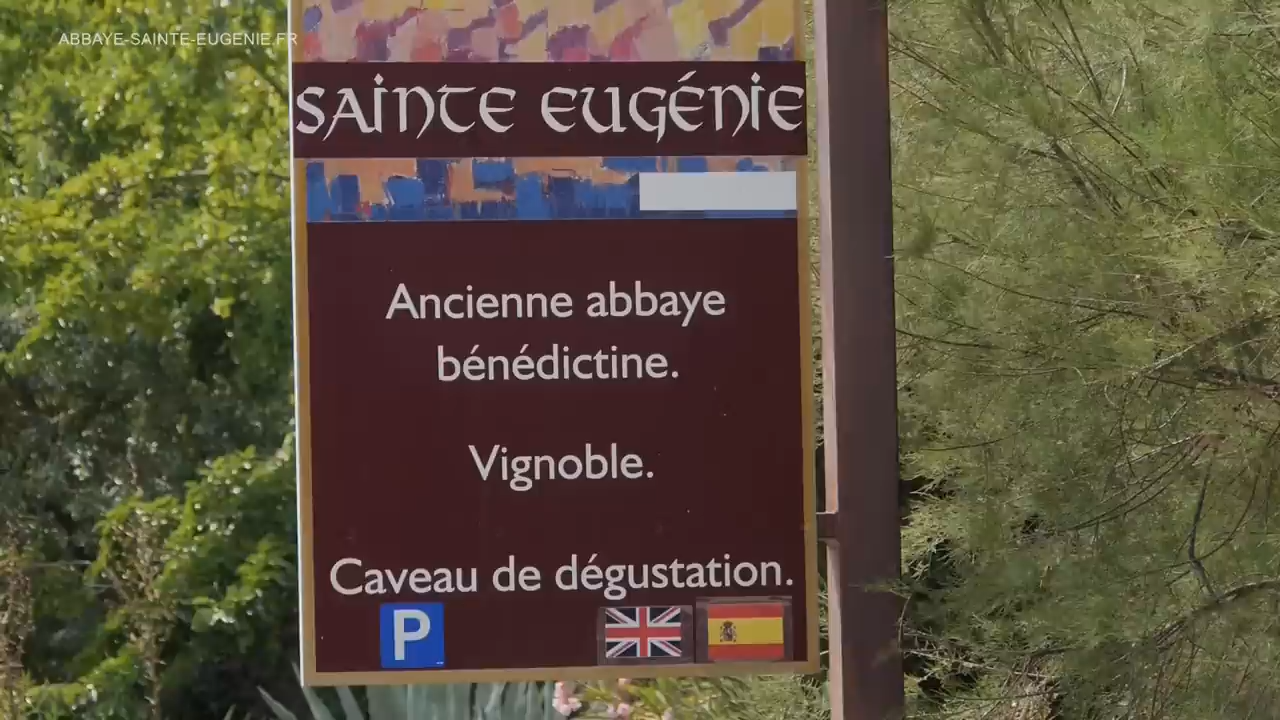 ABBAYE-SAINTE-EUGENIE.FR
SAINTE EUGÉNIE
Ancienne abbaye
bénédictine.
Vignoble.
Caveau de dégustation.
P